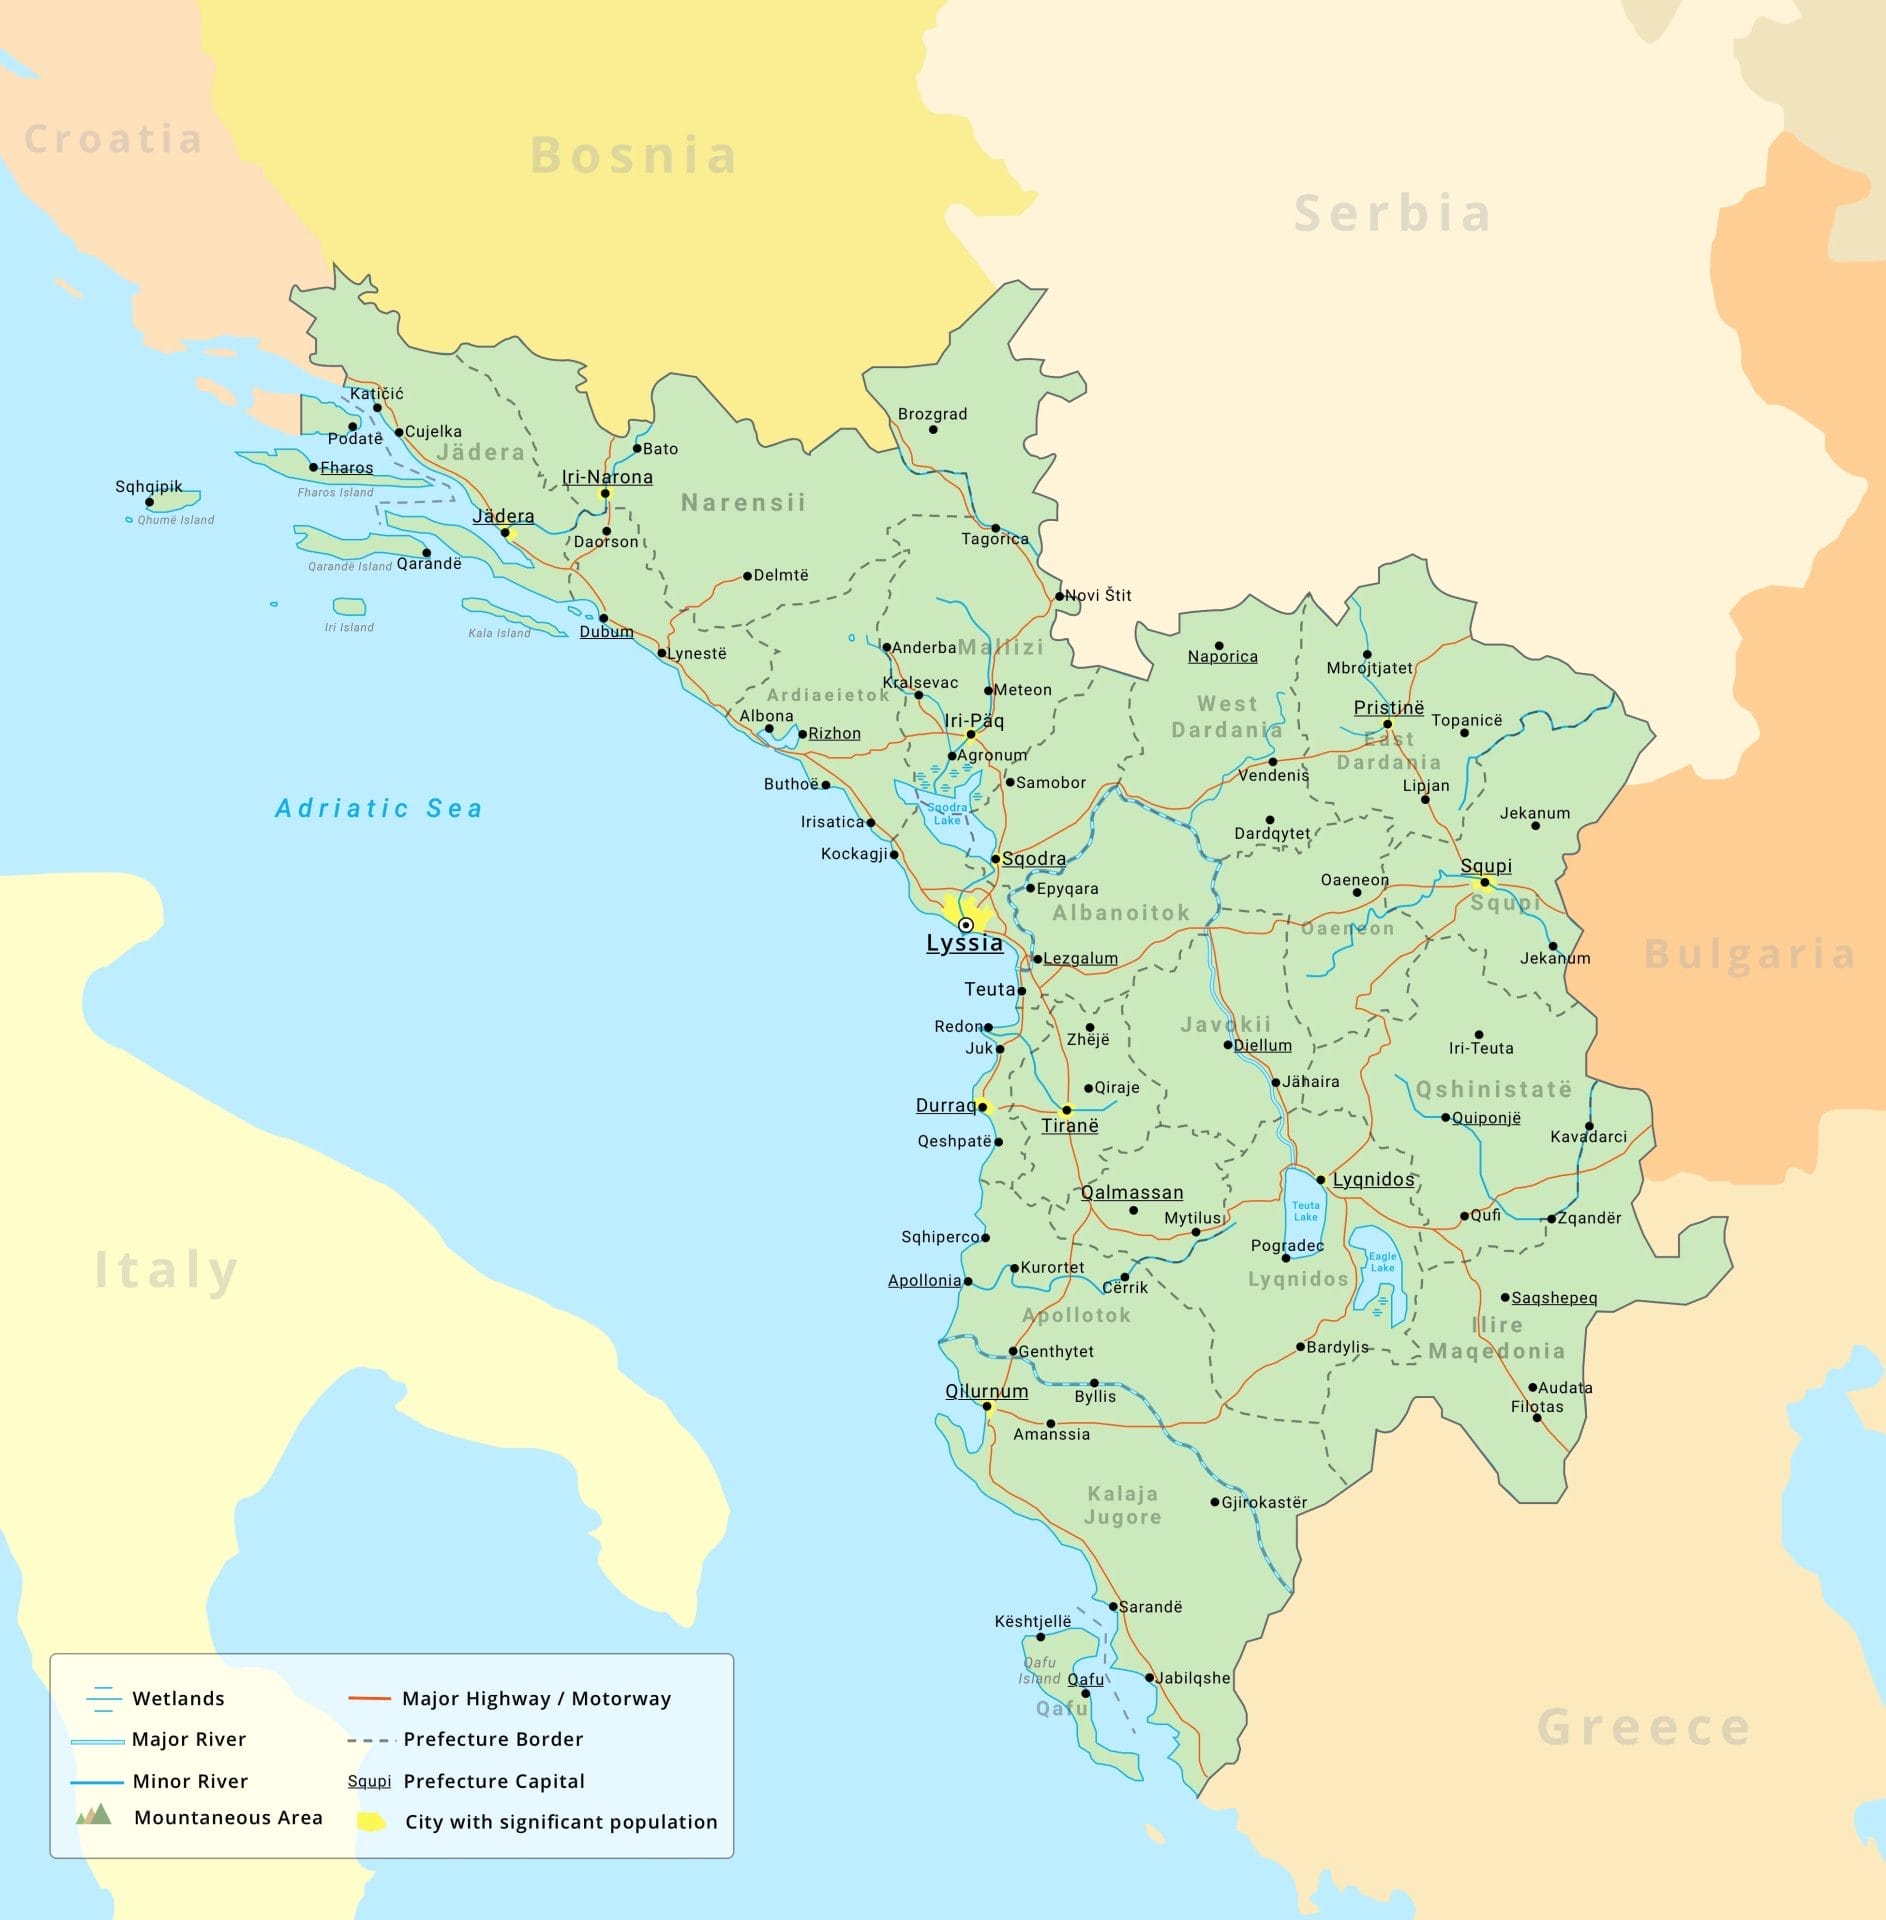 Croatia
Bosnia
Serbia
Katičić
Podatë
Cujelka
Jädera
Brozgrad
Bato
Fharos
Fharos Island
Sqhqipik
Qhumë Island
Iri-Narona
Narensii
Jädera
Daorson
Tagorica
Qarandë Island
Qarandë
Delmtë
Novi Štit
Iri Island
Kala Island
Dubum
Lynestë
Anderba
Mallizi
Naporica
Mbrojtjatet
Kralsevac
Meteon
Ardiaeietok
West
Dardania
Pristinë
Topanicë
Albona
Rizhon
Iri-Päq
East
Dardania
Agronum
Vendenis
Samobor
Buthoë
Lipjan
Adriatic Sea
Sqodra
Lake
Irisatica
Dardqytet
Jekanum
Kockagji
Sqodra
Squpi
Epyqara
Oaeneon
Squpi
Albanoitok
Oaeneon
Lyssia
Lezgalum
Jekanum
Bulgaria
Teuta
Redon
Zhëjë
Javokii
Juk
Diellum
Iri-Teuta
Qiraje
Jähaira
Qshinistatë
Durraq
Tiranë
Quiponjë
Kavadarci
Qeshpatë
Qalmassan
Lyqnidos
Mytilusi
Teuta
Lake
Qufi
Zqandër
Sqhiperco
Pogradec
Eagle
Lake
Italy
Kurortet
Apollonia
Cërrik
Lyqnidos
Saqshepeq
Apollotok
Ilire
Maqedonia
Genthytet
Bardylis
Qilurnum
Byllis
Audata
Filotas
Amanssia
Kalaja
Jugore
Gjirokastër
Sarandë
Kështjellë
Qafu
Island
Qafu
Jabilqshe
Qafu
Greece
Wetlands
Major Highway / Motorway
Major River
Prefecture Border
Minor River
Squpi
Prefecture Capital
Mountaneous Area
City with significant population